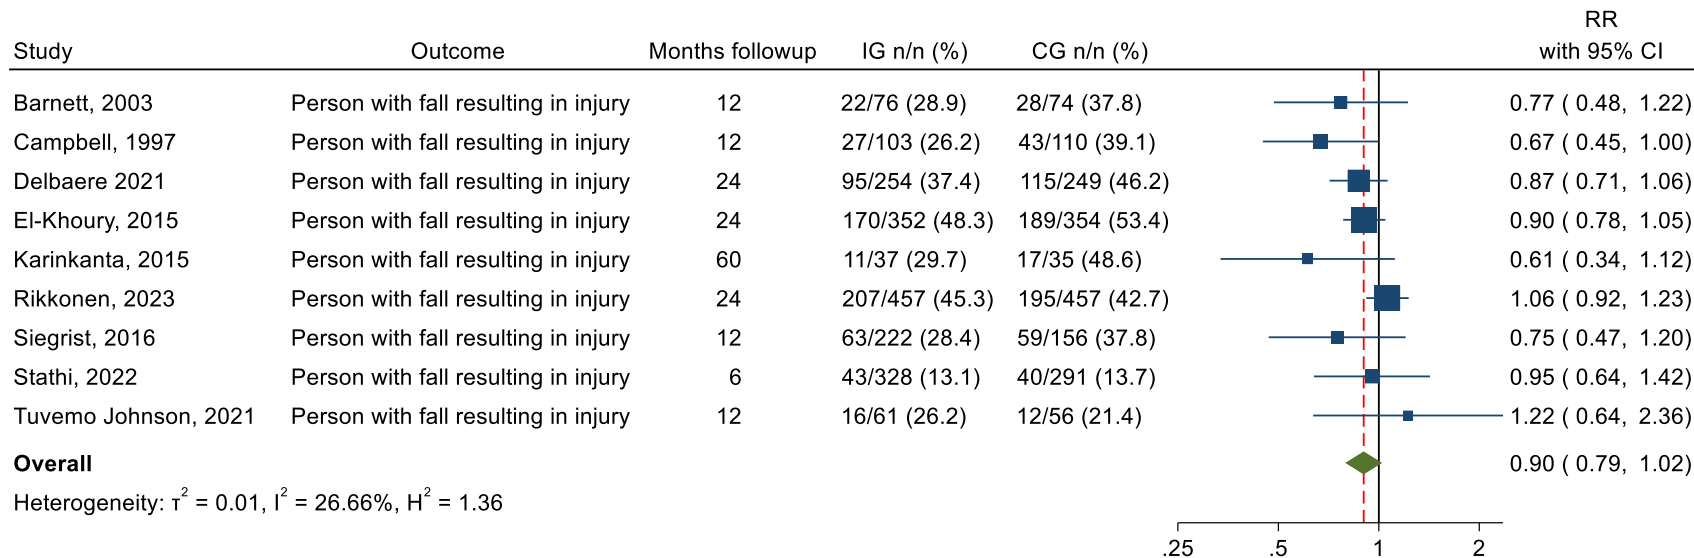 RR
Study Outcome Months followup IG n/n (%) CG n/n (%) with 95% CI
Barnett, 2003 Person with fall resulting in injury 12 22/76 (28.9) 28/74 (37.8) 0.77 ( 0.48, 1.22)
Campbell, 1997 Person with fall resulting in injury 12 27/103 (26.2) 43/110 (39.1) 0.67 ( 0.45, 1.00)
Delbaere 2021 Person with fall resulting in injury 24 95/254 (37.4) 115/249 (46.2) 0.87 ( 0.71, 1.06)
El-Khoury, 2015 Person with fall resulting in injury 24 170/352 (48.3) 189/354 (53.4) 0.90 ( 0.78, 1.05)
Karinkanta, 2015 Person with fall resulting in injury 60 11/37 (29.7) 17/35 (48.6) 0.61 ( 0.34, 1.12)
Rikkonen, 2023 Person with fall resulting in injury 24 207/457 (45.3) 195/457 (42.7) 1.06 ( 0.92, 1.23)
Siegrist, 2016 Person with fall resulting in injury 12 63/222 (28.4) 59/156 (37.8) 0.75 ( 0.47, 1.20)
Stathi, 2022 Person with fall resulting in injury 6 43/328 (13.1) 40/291 (13.7) 0.95 ( 0.64, 1.42)
Tuvemo Johnson, 2021 Person with fall resulting in injury 12 16/61 (26.2) 12/56 (21.4) 1.22 ( 0.64, 2.36)
Overall 0.90 ( 0.79, 1.02)
Heterogeneity: τ² = 0.01, I² = 26.66%, H² = 1.36
.25 .5 1 2